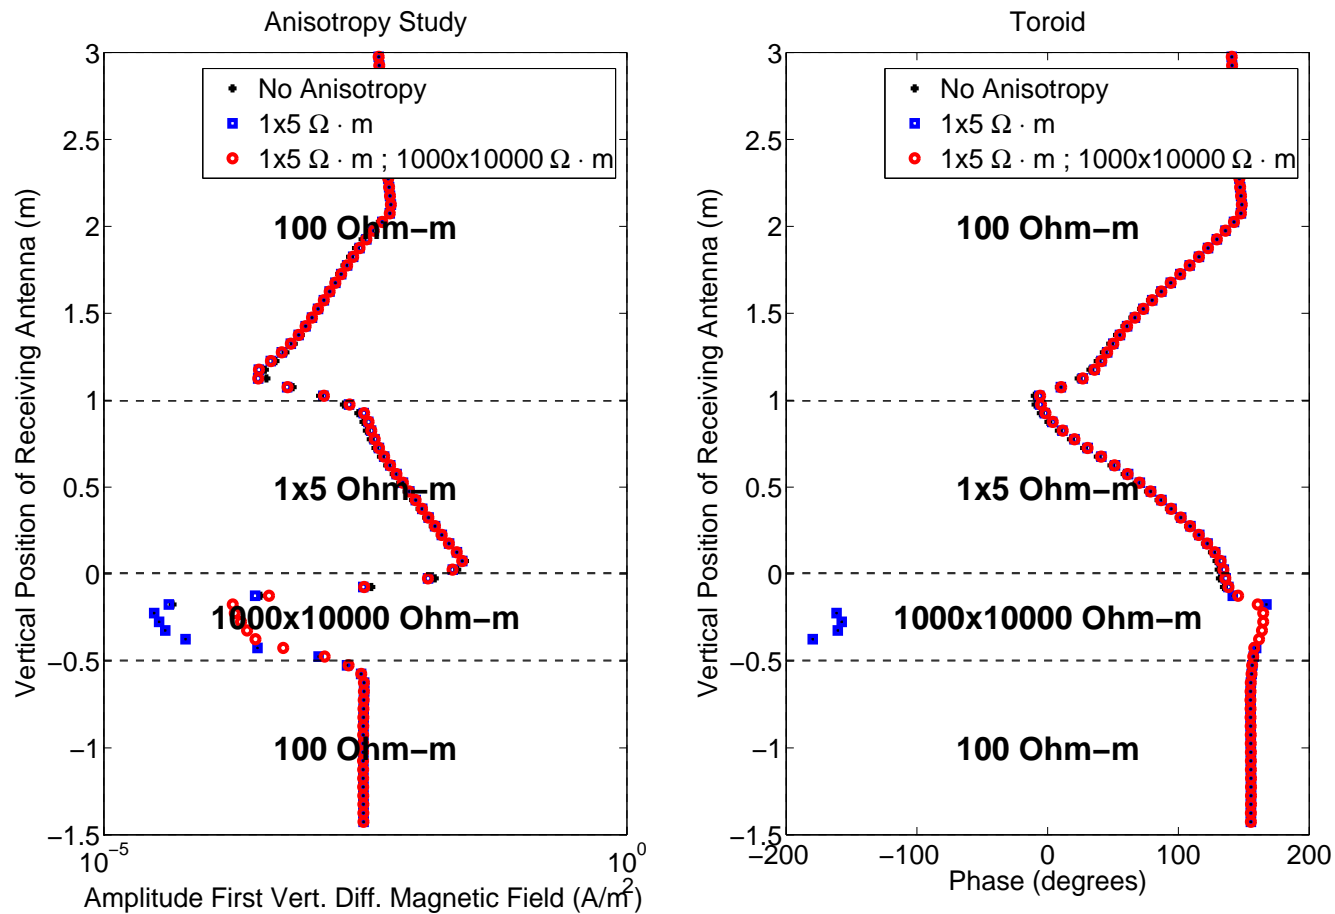 Anisotropy Study
3
No Anisotropy
1x5 Ω · m
1x5 Ω · m ; 1000x10000 Ω · m
2.5
2
100 Ohm−m
1.5
1
0.5
1x5 Ohm−m
0
1000x10000 Ohm−m
−0.5
−1
100 Ohm−m
−1.5
10−5
100
Vertical Position of Receiving Antenna (m)
Amplitude First Vert. Diff. Magnetic Field (A/m2)
Toroid
3
No Anisotropy
1x5 Ω · m
1x5 Ω · m ; 1000x10000 Ω · m
2.5
2
100 Ohm−m
1.5
1
0.5
1x5 Ohm−m
0
1000x10000 Ohm−m
−0.5
−1
100 Ohm−m
−1.5
−200 −100 0 100 200
Vertical Position of Receiving Antenna (m)
Phase (degrees)